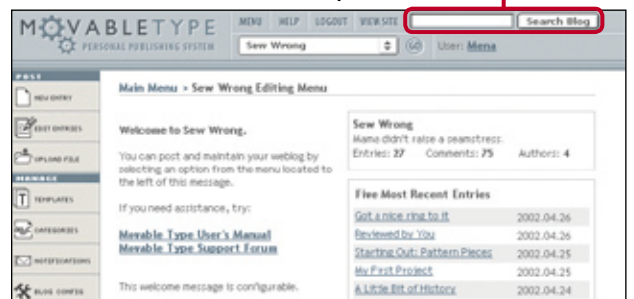 MOVABLETYPE
PERSONAL PUBLISHING SYSTEM
MENU HELP LOGOUT VIEW SITE
Search Blog
Sew Wrong
GO
User: Mena
POST
NEW ENTRY
EDIT ENTRIES
UPLOAD FILE
MANAGE
TEMPLATES
CATEGORIES
NOTIFICATIONS
BLOG CONFIG
Main Menu > Sew Wrong Editing Menu
Welcome to Sew Wrong.
You can post and maintain your weblog by
selecting an option from the menu located to
the left of this message.
If you need assistance, try:
Movable Type User's Manual
Movable Type Support Forum
This welcome message is configurable.
Sew Wrong
Mama didn't raise a seamstress
Entries: 27 Comments: 75 Authors: 4
Five Most Recent Entries
Got a nice ring to it 2002.04.26
Reviewed by You 2002.04.26
Starting Out: Pattern Pieces 2002.04.25
My First Project 2002.04.25
A Little Bit of History 2002.04.24